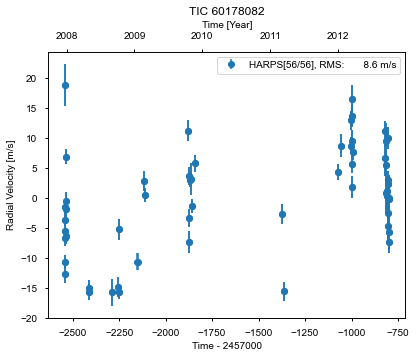 TIC 60178082
Time [Year]
2008 2009 2010 2011 2012
HARPS[56/56], RMS: 8.6 m/s
Radial Velocity [m/s]
20
15
10
5
0
−5
−10
−15
−20
−2500 −2250 −2000 −1750 −1500 −1250 −1000 −750
Time - 2457000